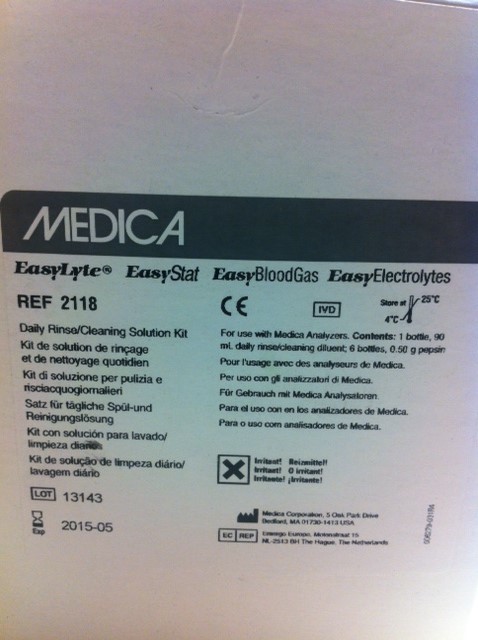 MEDICA
EasyLyte® EasyStat EasyBloodGas EasyElectrolytes
REF 2118
CE
IVD
Store at
25°C
4°C
Daily Rinse/Cleaning Solution Kit
Kit de solution de rinçage
et de nettoyage quotidien
Kit di soluzione per pulizia e
risciacquogiornalieri
Satz für tägliche Spül-und
Reinigungslösung
Kit con solución para lavado/
limpieza diarios
Kit de solução de limpeza diário/
lavagem diário
LOT 13143
Exp 2015-05
For use with Medica Analyzers. Contents: 1 bottle, 90
mL daily rinse/cleaning diluent; 6 bottles, 0.50 g pepsin
Pour l'usage avec des analyseurs de Medica.
Per uso con gli analizzatori di Medica.
Für Gebrauch mit Medica Analysatoren.
Para el uso con en los analizadores de Medica.
Para o uso com analisadores de Medica.
Irritant! Reizmittel!
Irritant! O irritant!
Irritante! ¡Irritante!
Medica Corporation, 5 Oak Park Drive
Bedford, MA 01730-1413 USA
EC REP
Emergo Europe, Molenstraat 15
NL-2513 BH The Hague, The Netherlands